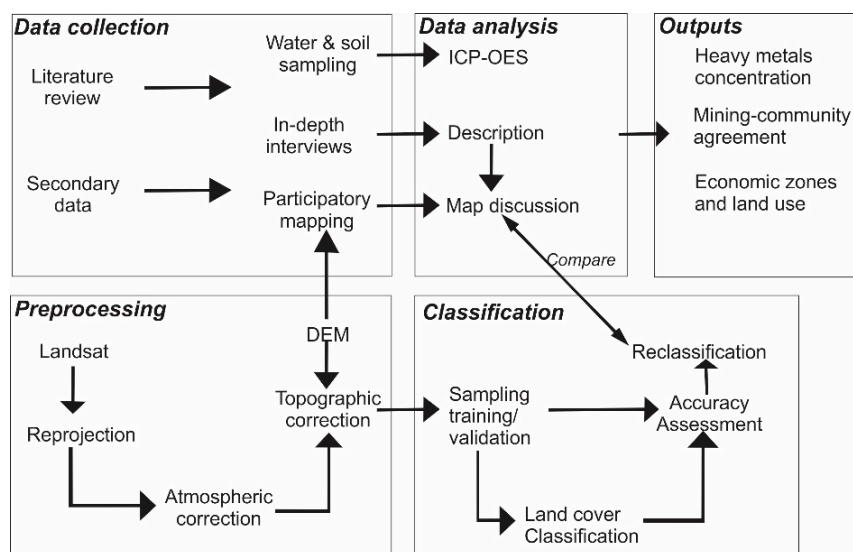 Data collection
Literature
review
Secondary
data
Water & soil
sampling
In-depth
interviews
Participatory
mapping
Data analysis
ICP-OES
Description
Map discussion
Outputs
Heavy metals
concentration
Mining-community
agreement
Economic zones
and land use
Compare
Preprocessing
Landsat
Reprojection
Atmospheric
correction
DEM
Topographic
correction
Classification
Sampling
training/
validation
Land cover
Classification
Reclassification
Accuracy
Assessment